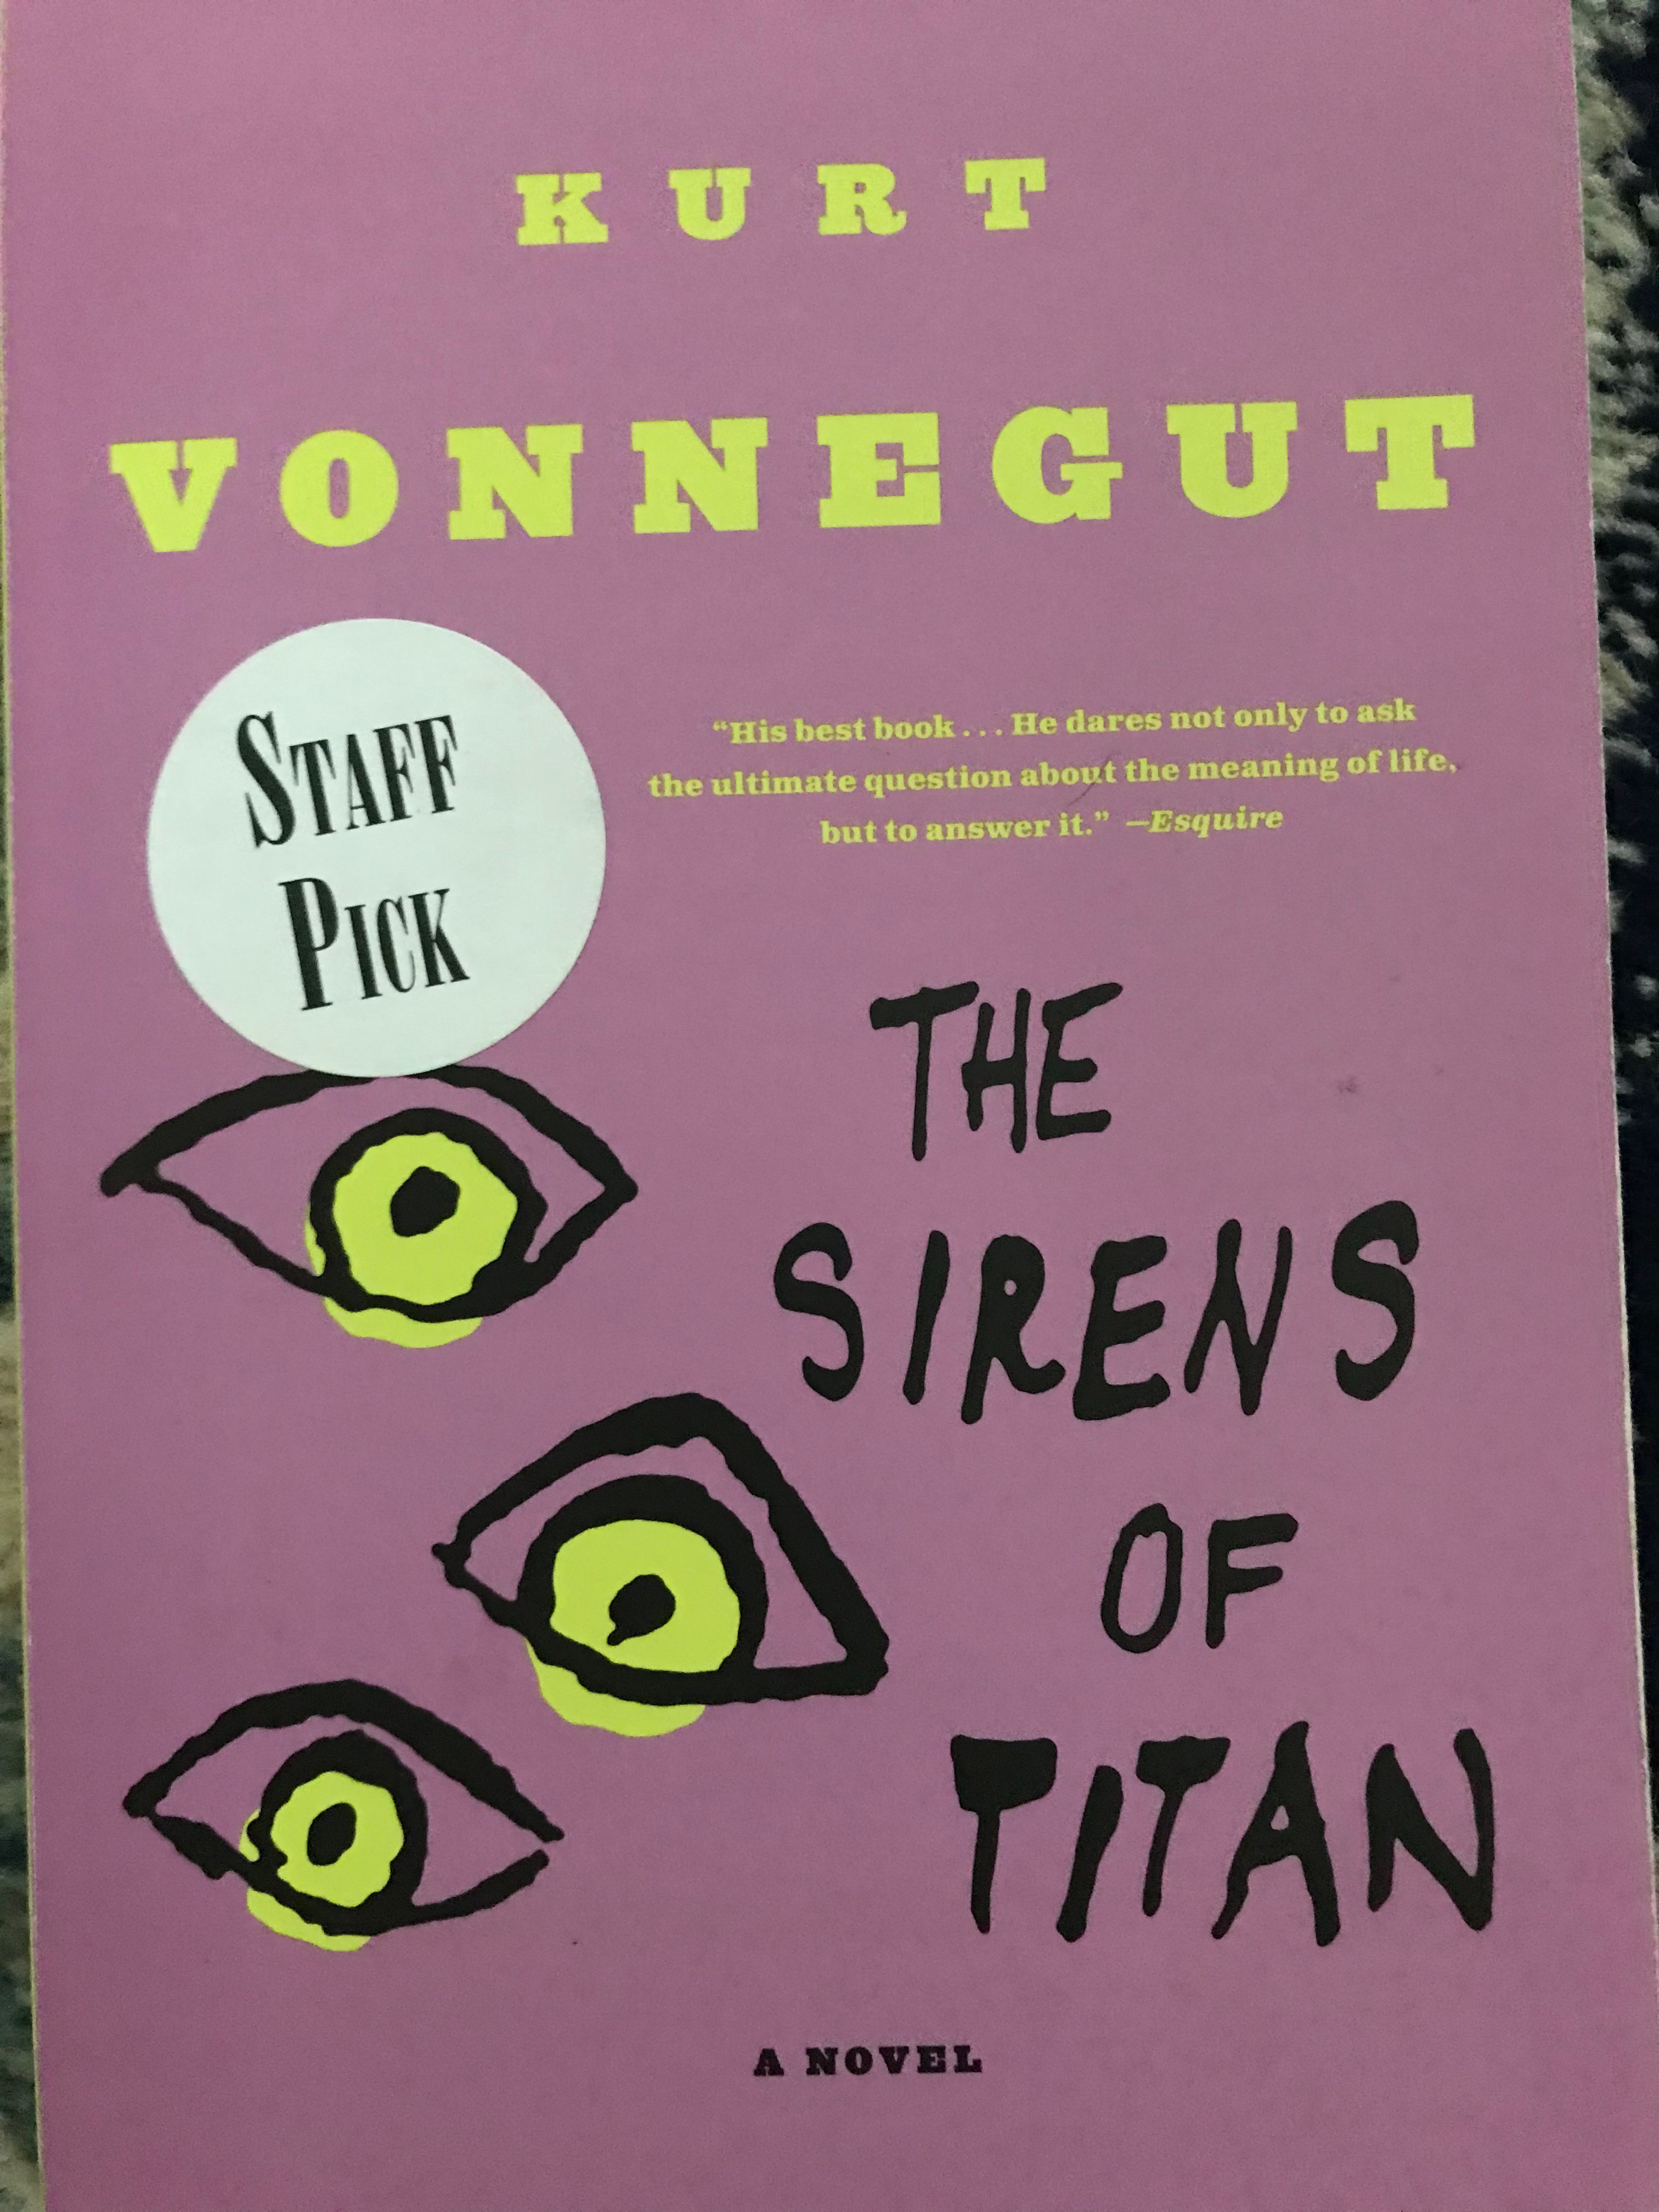 KURT
VONNEGUT
STAFF
PICK
“His best book . . . He dares not only to ask
the ultimate question about the meaning of life,
but to answer it.” —Esquire
THE
SIRENS
OF
TITAN
A NOVEL